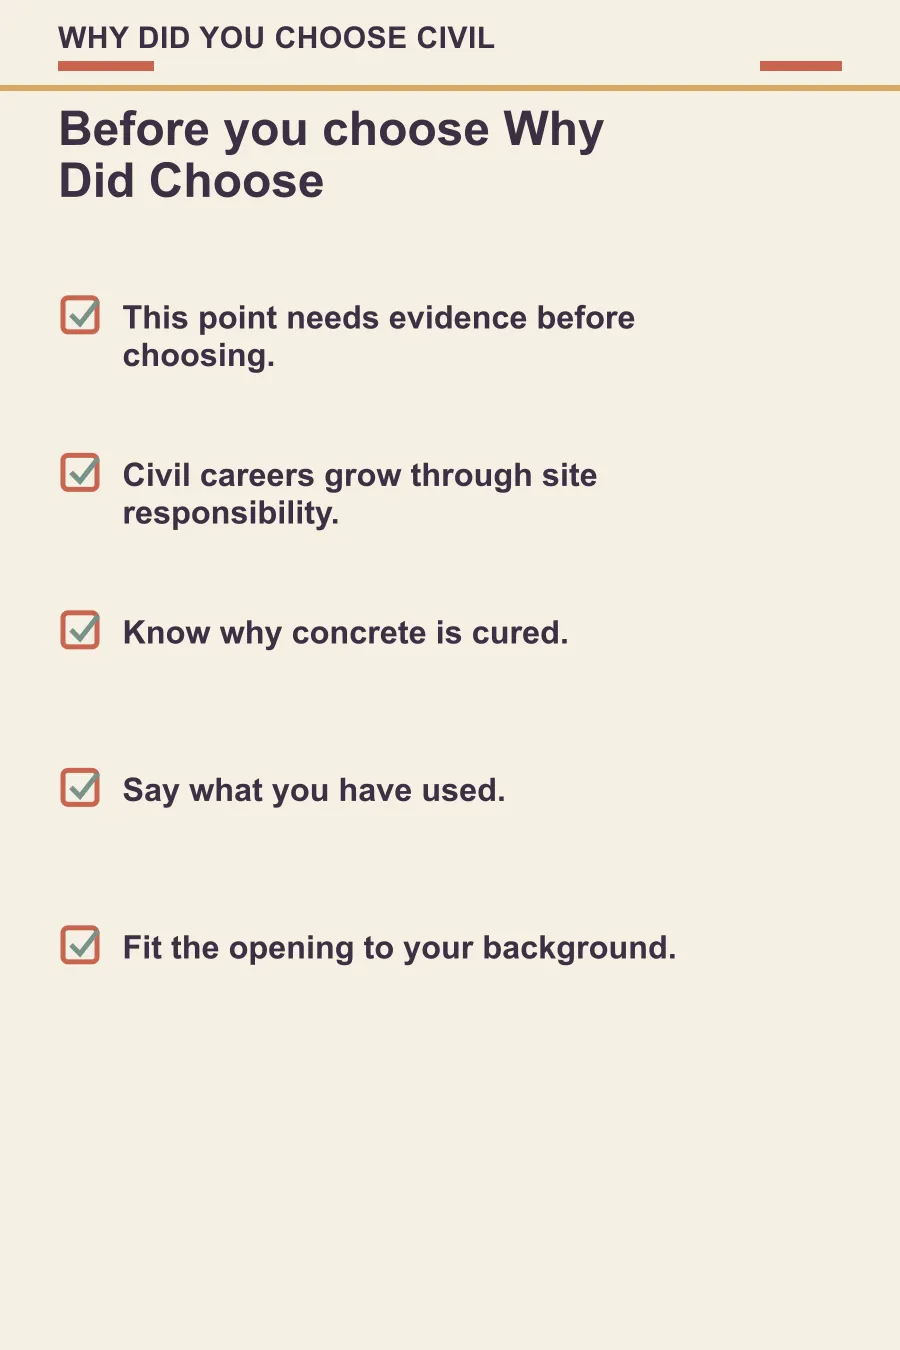 WHY DID YOU CHOOSE CIVIL
Before you choose Why
Did Choose
This point needs evidence before
choosing.
Civil careers grow through site
responsibility.
Know why concrete is cured.
Say what you have used.
Fit the opening to your background.